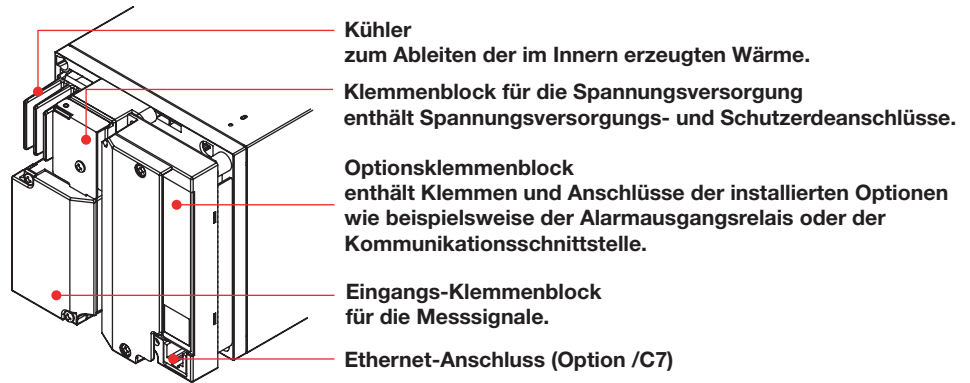 Kühler
zum Ableiten der im Innern erzeugten Wärme.
Klemmenblock für die Spannungsversorgung
enthält Spannungsversorgungs- und Schutzerdeanschlüsse.
Optionsklemmenblock
enthält Klemmen und Anschlüsse der installierten Optionen
wie beispielsweise der Alarmausgangsrelais oder der
Kommunikationsschnittstelle.
Eingangs-Klemmenblock
für die Messsignale.
Ethernet-Anschluss (Option /C7)